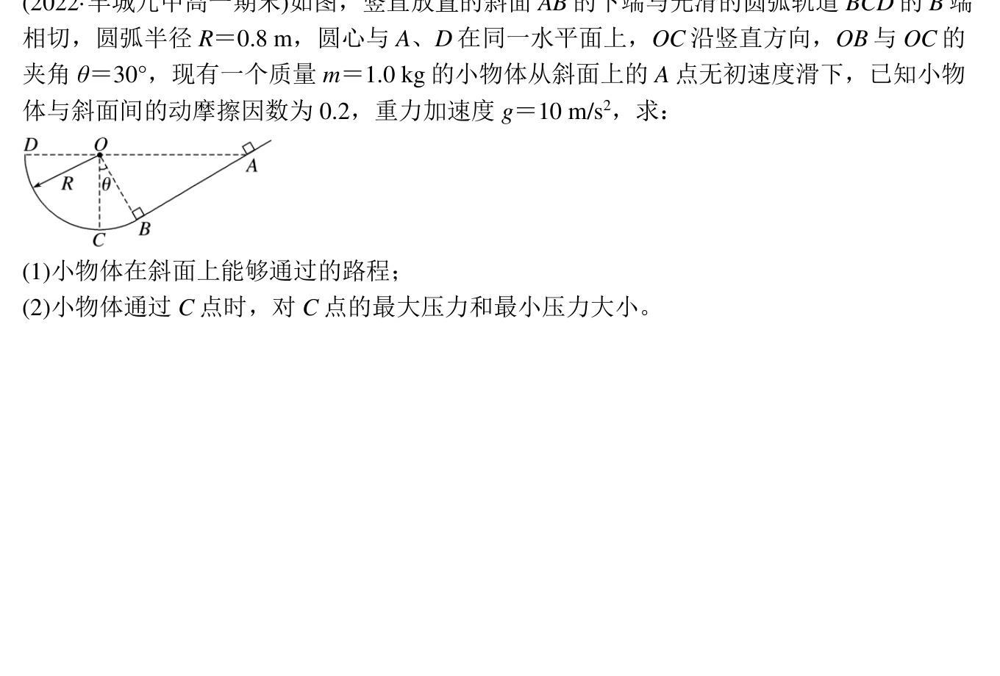 (2022·丰城九中高一期末)如图，竖直放置的斜面 AB 的下端与光滑的圆弧轨道 BCD 的 B 端
相切，圆弧半径 R＝0.8 m，圆心与 A、D 在同一水平面上，OC 沿竖直方向，OB 与 OC 的
夹角 θ＝30°，现有一个质量 m＝1.0 kg 的小物体从斜面上的 A 点无初速度滑下，已知小物
体与斜面间的动摩擦因数为 0.2，重力加速度 g＝10 m/s²，求：
D O
A
R θ
B
C
(1)小物体在斜面上能够通过的路程；
(2)小物体通过 C 点时，对 C 点的最大压力和最小压力大小。